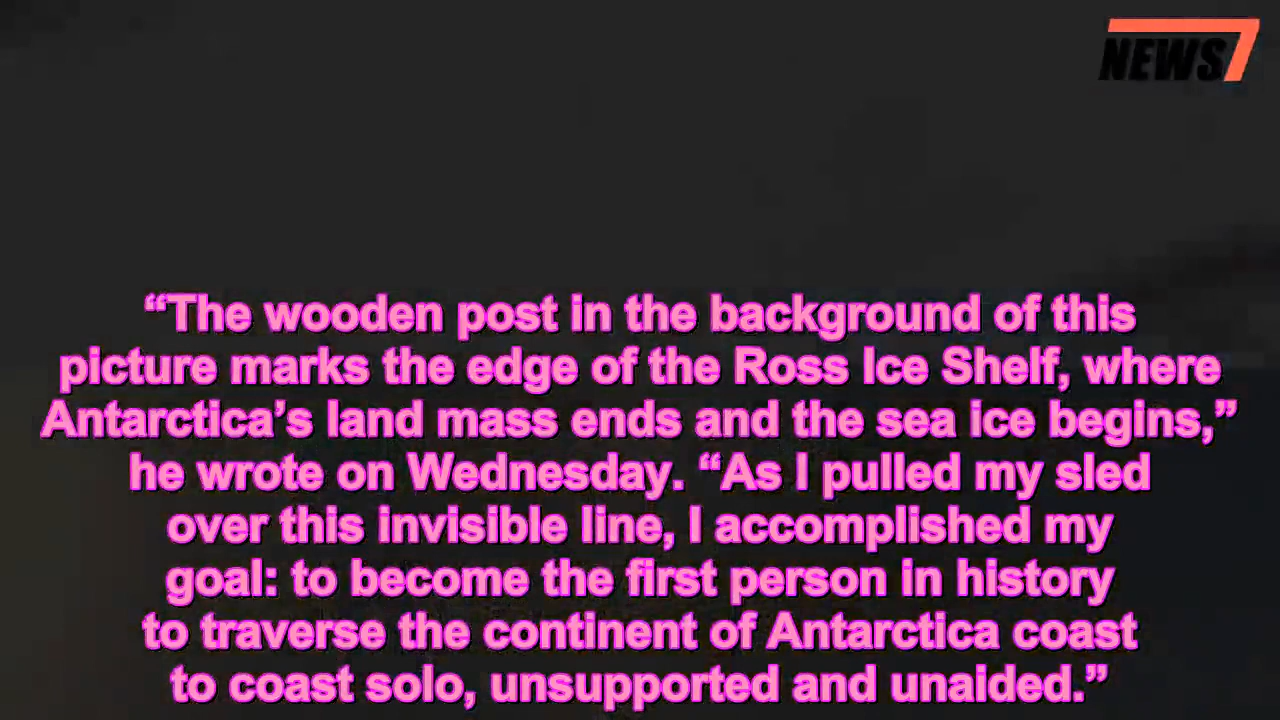 NEWS7
“The wooden post in the background of this
picture marks the edge of the Ross Ice Shelf, where
Antarctica’s land mass ends and the sea ice begins,”
he wrote on Wednesday. “As I pulled my sled
over this invisible line, I accomplished my
goal: to become the first person in history
to traverse the continent of Antarctica coast
to coast solo, unsupported and unaided.”